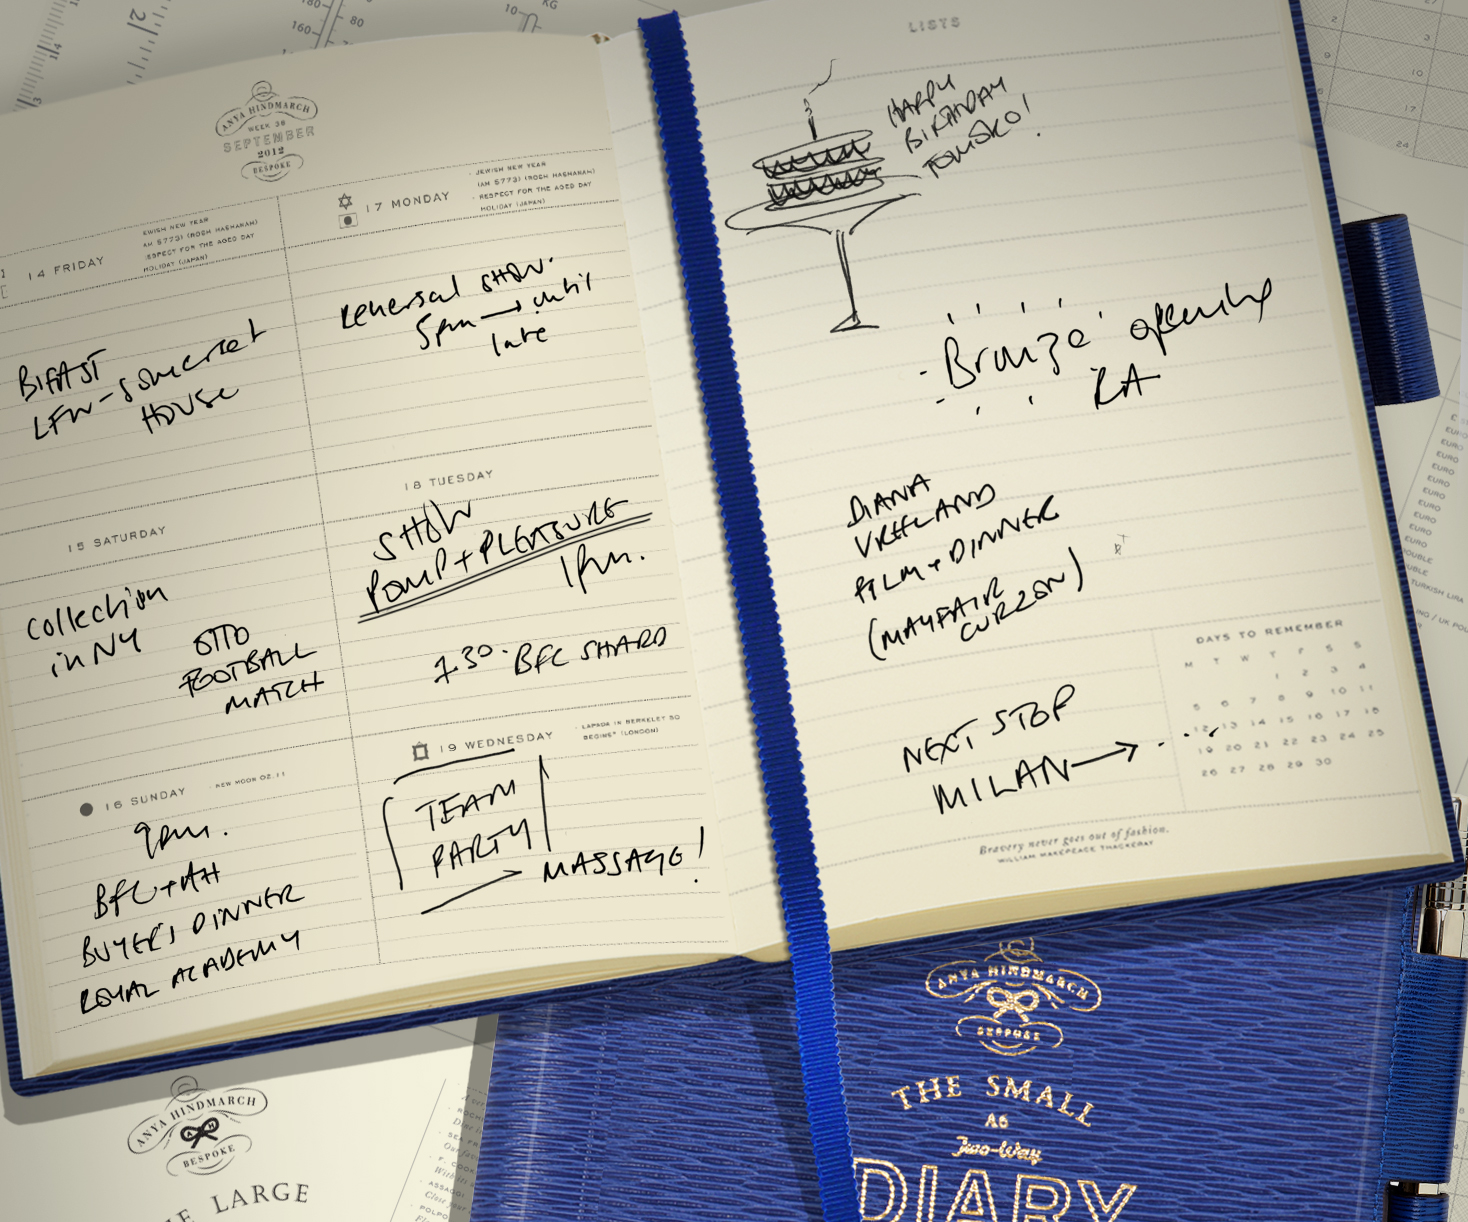 ANYA HINDMARCH
WEEK 38
SEPTEMBER
2012
BESPOKE
EWISH NEW YEAR
AM 5773) (ROSH HASHANAH)
RESPECT FOR THE AGED DAY
HOLIDAY (JAPAN)
14 FRIDAY
BIFAST
LFW - SOMERSET
HOUSE
15 SATURDAY
Collection
in NY
OTTO
FOOTBALL
MATCH
16 SUNDAY
NEW MOON 02.11
9pm.
BFC + AH
BUYER'S DINNER
ROYAL ACADEMY
17 MONDAY
JEWISH NEW YEAR
(AM 5773) (ROSH HASHANAH)
RESPECT FOR THE AGED DAY
HOLIDAY (JAPAN)
Rehersal SHOW.
5pm → until
late
18 TUESDAY
SHOW
POMP + PLEASURE
1pm.
7.30. BFC SHARD
19 WEDNESDAY
LAPADA IN BERKELEY SQ
BEGINS* (LONDON)
TEAM
PARTY
→ MASSAGE!
LISTS
HAPPY
BIRTHDAY
TOMOKO!
Bronze opening
RA
DIANA
VREELAND
FILM + DINNER
(MAYFAIR
CURZON)
NEXT STOP
MILAN → ...
DAYS TO REMEMBER
M T W T F S S
1 2 3 4
5 6 7 8 9 10 11
12 13 14 15 16 17 18
19 20 21 22 23 24 25
26 27 28 29 30
Bravery never goes out of fashion.
WILLIAM MAKEPEACE THACKERAY
ANYA HINDMARCH
BESPOKE
THE SMALL
A6
Two-Way
DIARY
ANYA HINDMARCH
BESPOKE
LARGE